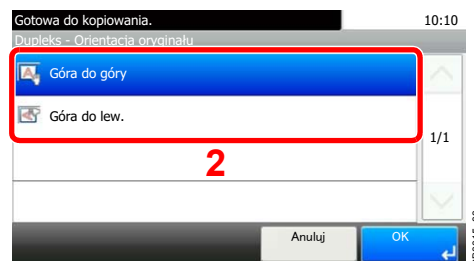 Gotowa do kopiowania. 10:10
Dupleks - Orientacja oryginału
Góra do góry
Góra do lew.
1/1
2
Anuluj OK